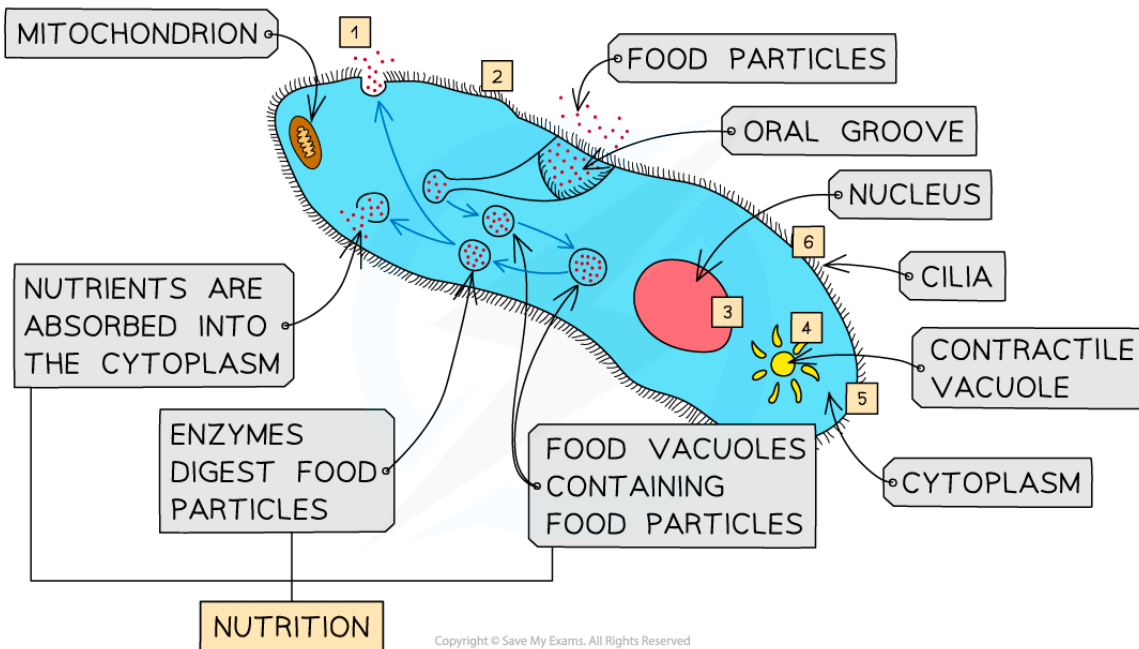 MITOCHONDRION
1
2
FOOD PARTICLES
ORAL GROOVE
NUCLEUS
6
CILIA
3
4
CONTRACTILE
VACUOLE
5
CYTOPLASM
NUTRIENTS ARE
ABSORBED INTO
THE CYTOPLASM
ENZYMES
DIGEST FOOD
PARTICLES
FOOD VACUOLES
CONTAINING
FOOD PARTICLES
NUTRITION
Copyright © Save My Exams. All Rights Reserved